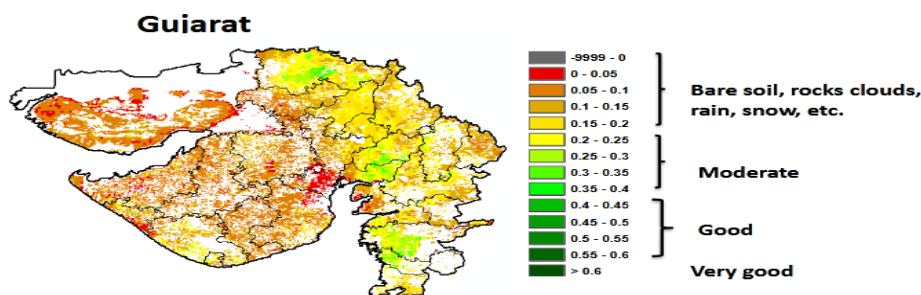 Gujarat
-9999 - 0
0 - 0.05
0.05 - 0.1
0.1 - 0.15
0.15 - 0.2
0.2 - 0.25
0.25 - 0.3
0.3 - 0.35
0.35 - 0.4
0.4 - 0.45
0.45 - 0.5
0.5 - 0.55
0.55 - 0.6
> 0.6
Bare soil, rocks clouds,
rain, snow, etc.
Moderate
Good
Very good